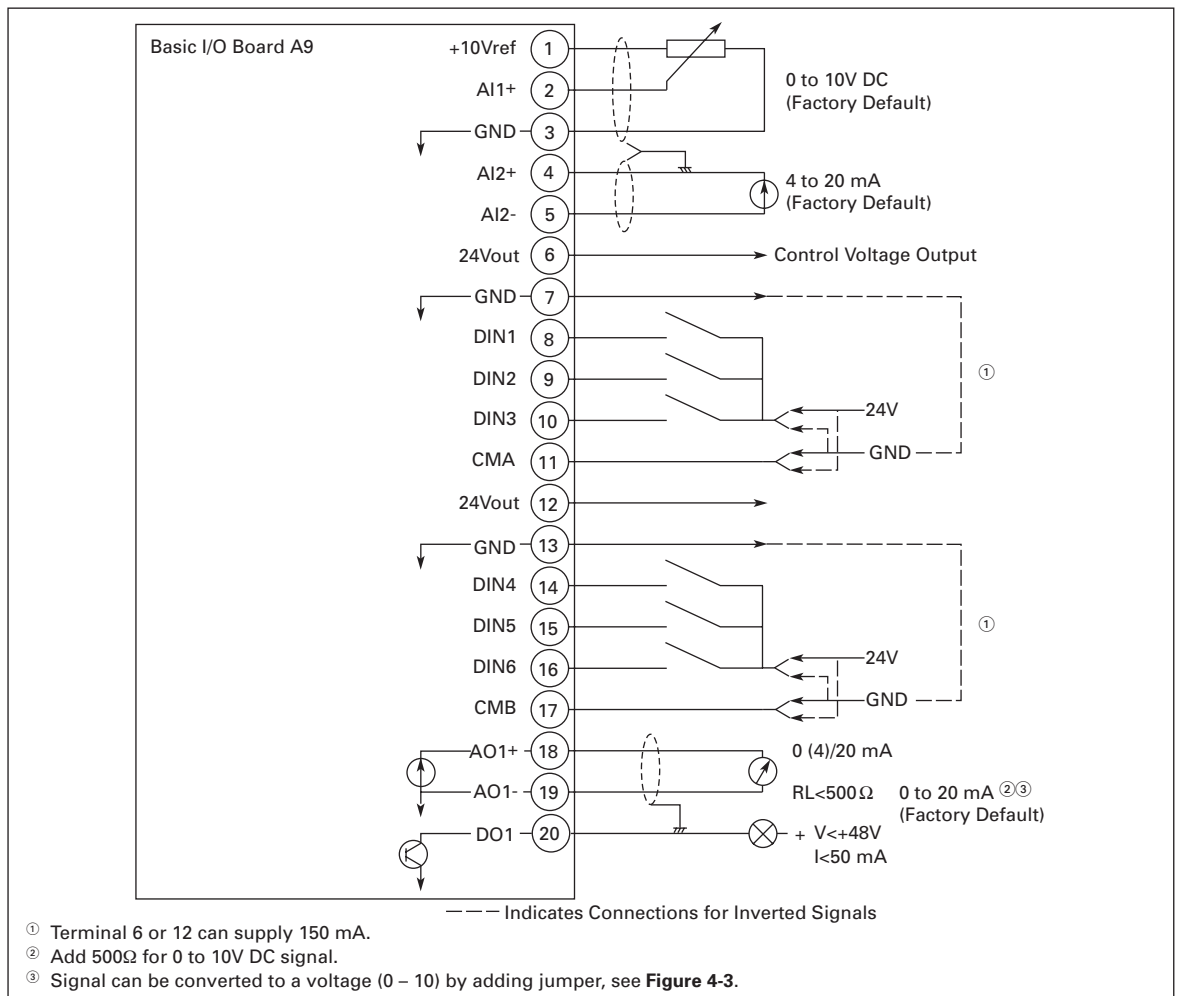 Basic I/O Board A9
+10Vref 1
AI1+ 2
0 to 10V DC
(Factory Default)
GND 3
AI2+ 4
4 to 20 mA
(Factory Default)
AI2- 5
24Vout 6 Control Voltage Output
GND 7
DIN1 8
DIN2 9
①
DIN3 10
24V
CMA 11
GND
24Vout 12
GND 13
DIN4 14
DIN5 15
①
DIN6 16
24V
CMB 17
GND
AO1+ 18
0 (4)/20 mA
AO1- 19
RL<500Ω
0 to 20 mA ②③
(Factory Default)
DO1 20
+ V<+48V
I<50 mA
Indicates Connections for Inverted Signals
① Terminal 6 or 12 can supply 150 mA.
② Add 500Ω for 0 to 10V DC signal.
③ Signal can be converted to a voltage (0 – 10) by adding jumper, see Figure 4-3.